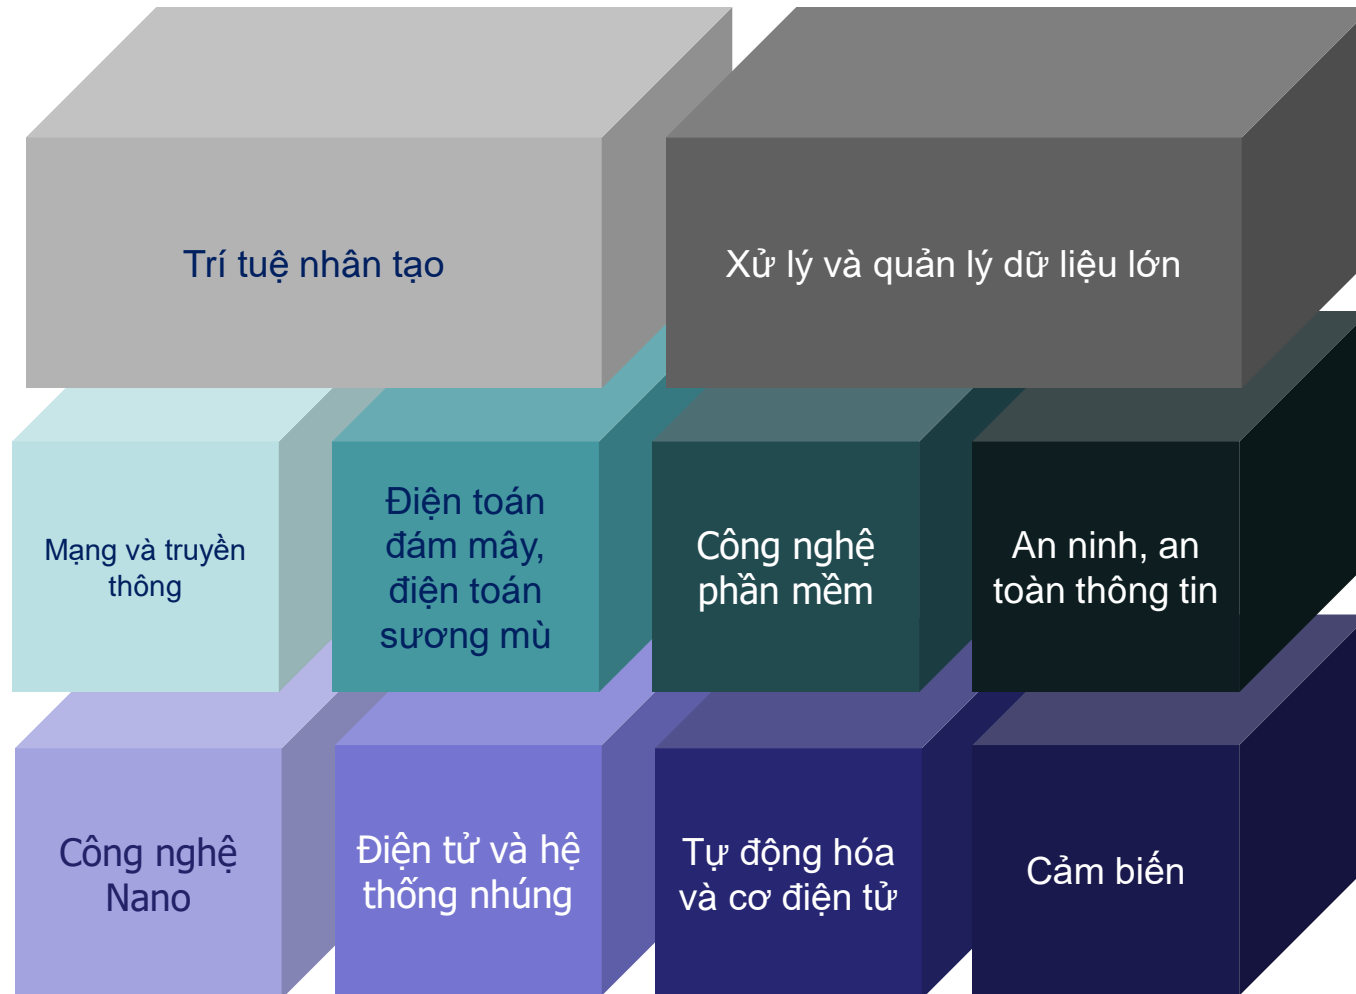 Trí tuệ nhân tạo
Xử lý và quản lý dữ liệu lớn
Mạng và truyền
thông
Điện toán
đám mây,
điện toán
sương mù
Công nghệ
phần mềm
An ninh, an
toàn thông tin
Công nghệ
Nano
Điện tử và hệ
thống nhúng
Tự động hóa
và cơ điện tử
Cảm biến